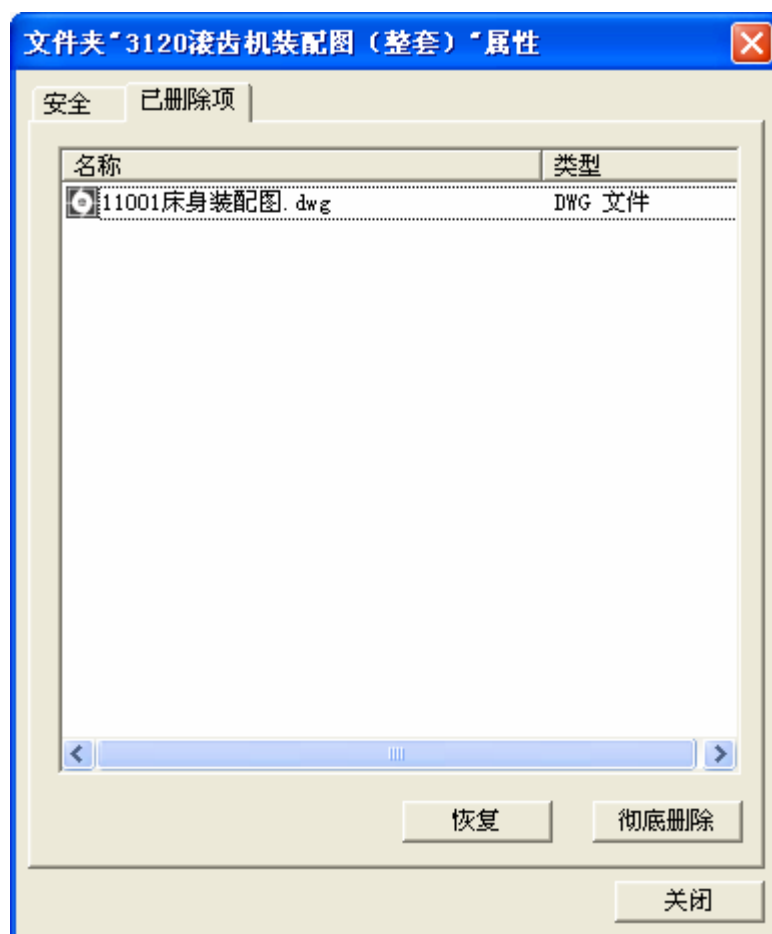 文件夹“3120滚齿机装配图（整套）“属性
安全 已删除项
名称 类型
11001床身装配图.dwg DWG 文件
恢复 彻底删除
关闭